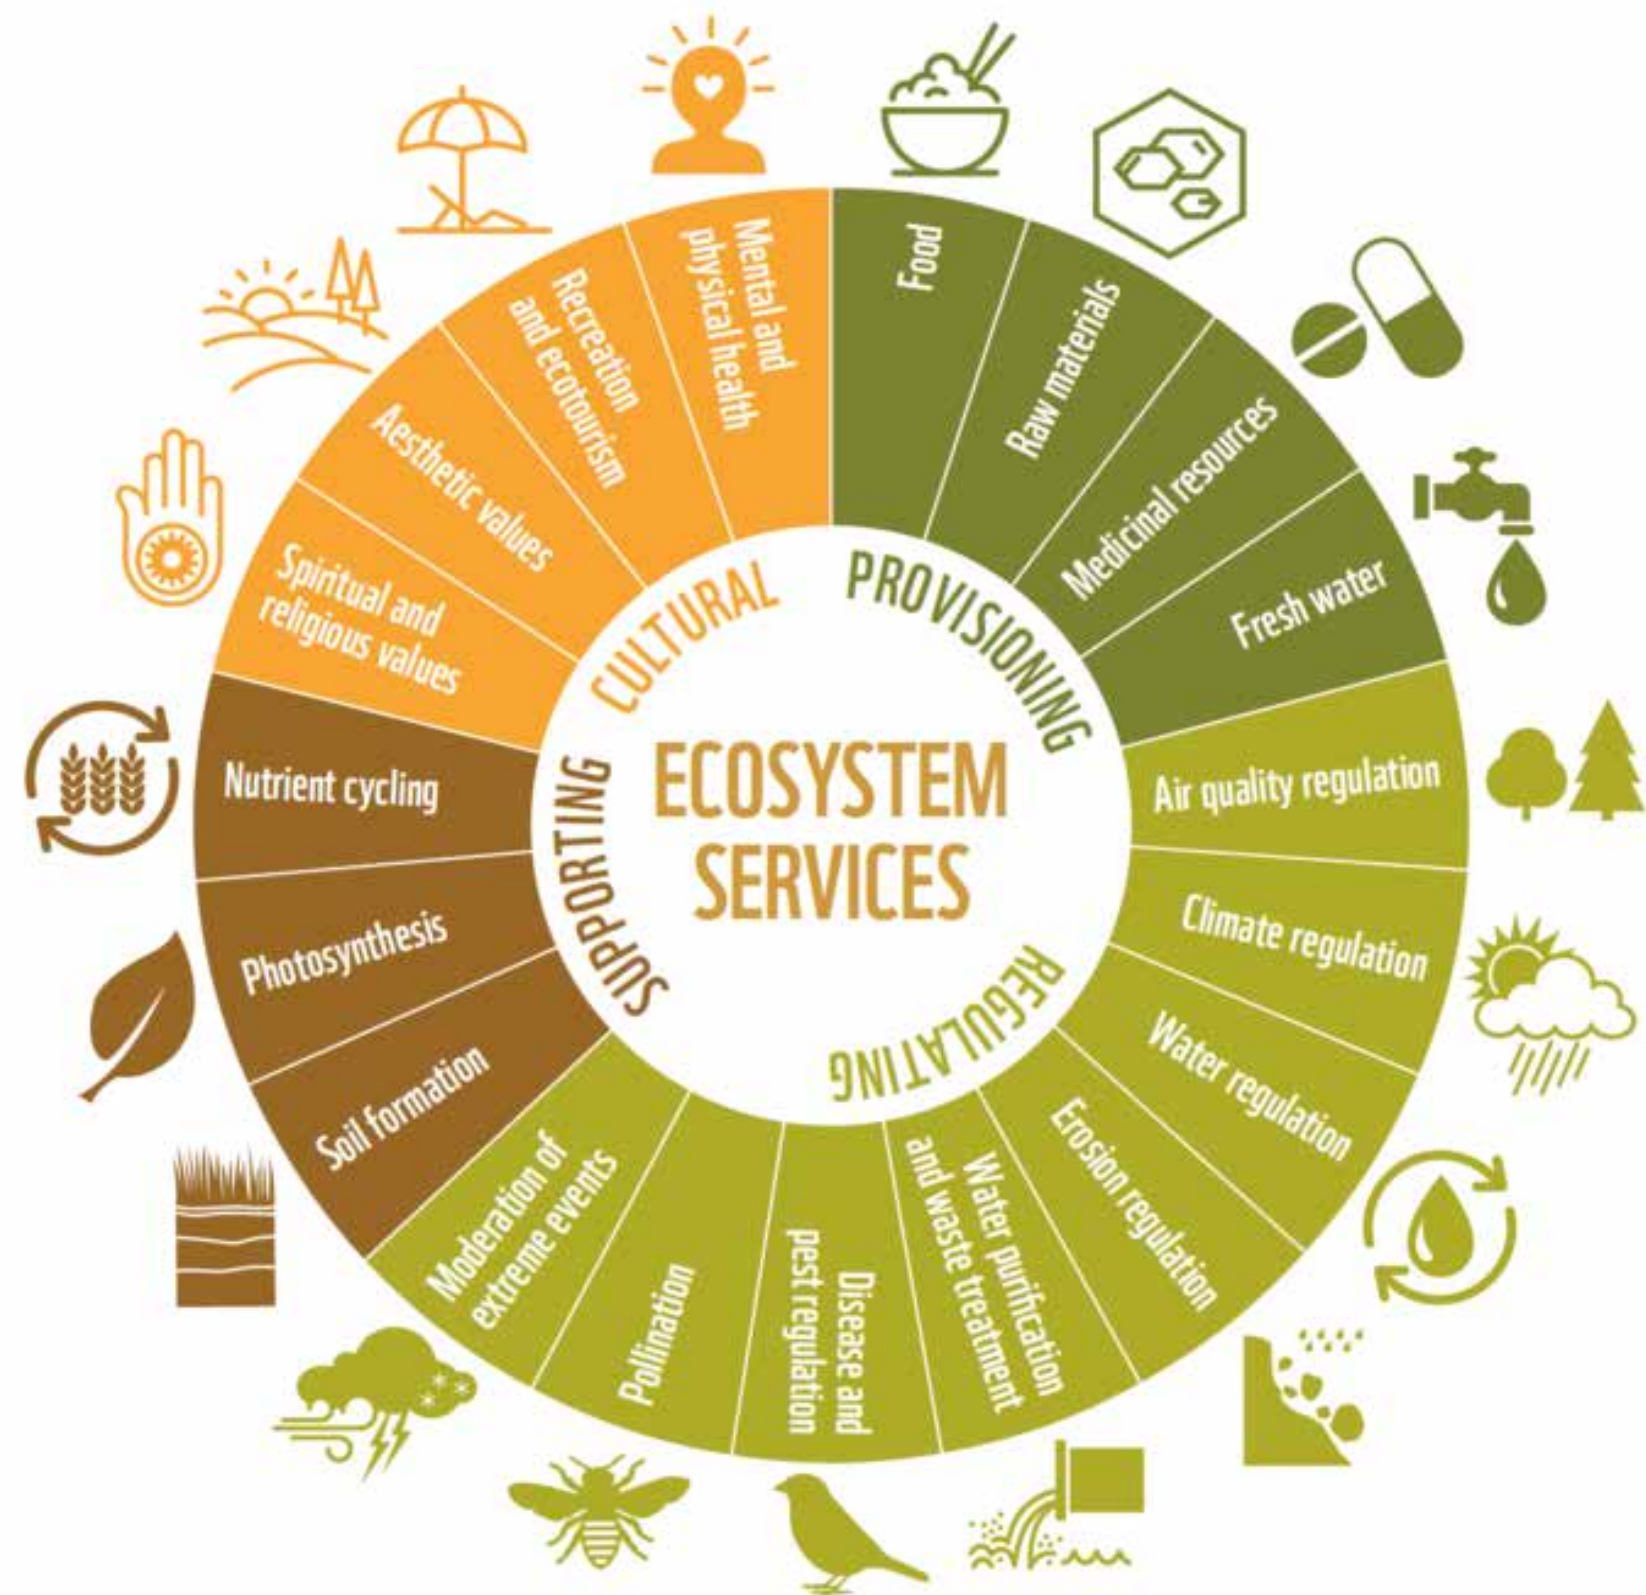 ECOSYSTEM
SERVICES
PROVISIONING
Food
Raw materials
Medicinal resources
Fresh water
REGULATING
Air quality regulation
Climate regulation
Water regulation
Erosion regulation
Water purification
and waste treatment
Disease and
pest regulation
Pollination
Moderation of
extreme events
SUPPORTING
Soil formation
Photosynthesis
Nutrient cycling
CULTURAL
Spiritual and
religious values
Aesthetic values
Recreation
and ecotourism
Mental and
physical health